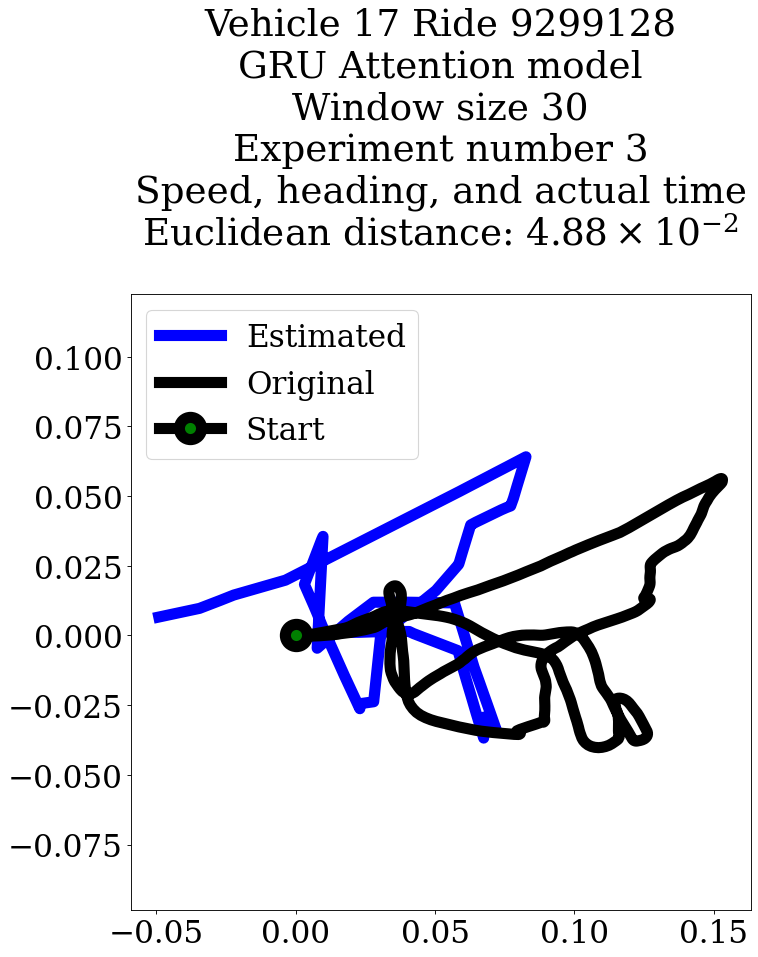 Vehicle 17 Ride 9299128
GRU Attention model
Window size 30
Experiment number 3
Speed, heading, and actual time
Euclidean distance: 4.88 × 10⁻²
Estimated
Original
Start
0.100
0.075
0.050
0.025
0.000
−0.025
−0.050
−0.075
−0.05 0.00 0.05 0.10 0.15